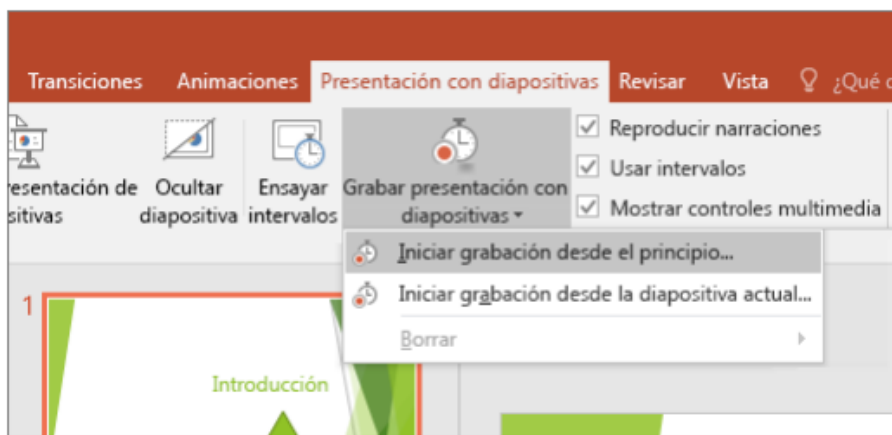 Transiciones Animaciones Presentación con diapositivas Revisar Vista ¿Qué
Reproducir narraciones
Usar intervalos
Mostrar controles multimedia
presentación de
Ocultar
diapositiva
Ensayar
intervalos
Grabar presentación con
diapositivas
Iniciar grabación desde el principio...
Iniciar grabación desde la diapositiva actual...
Borrar
1
Introducción